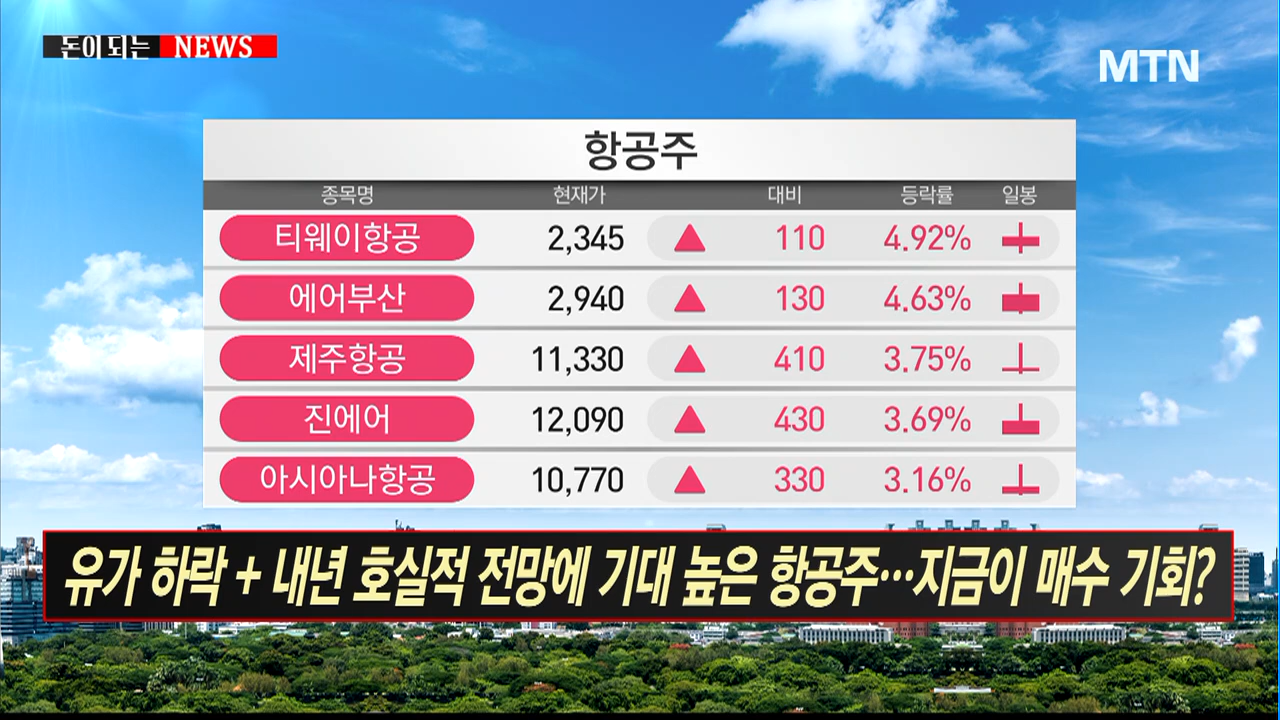 돈이 되는 NEWS
MTN
항공주
종목명 현재가 대비 등락률 일봉
티웨이항공 2,345 ▲ 110 4.92%
에어부산 2,940 ▲ 130 4.63%
제주항공 11,330 ▲ 410 3.75%
진에어 12,090 ▲ 430 3.69%
아시아나항공 10,770 ▲ 330 3.16%
유가 하락 + 내년 호실적 전망에 기대 높은 항공주…지금이 매수 기회?